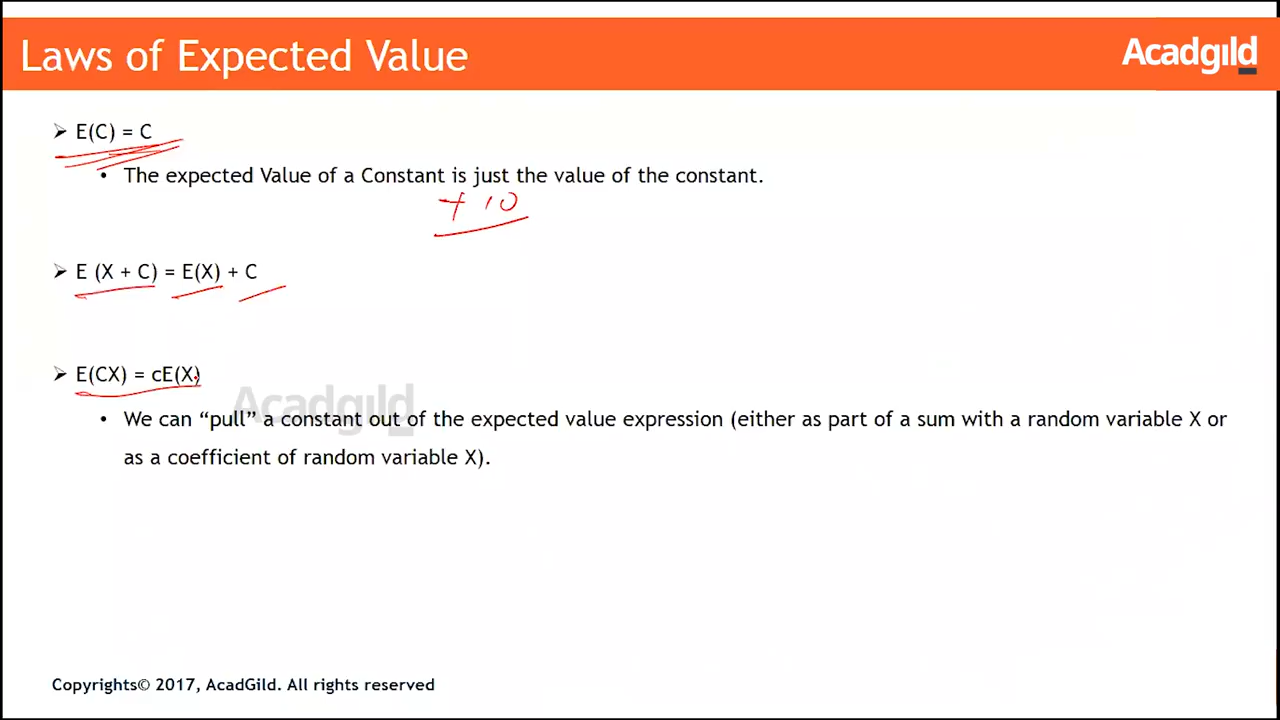 Laws of Expected Value
Acadgild
➢ E(C) = C
• The expected Value of a Constant is just the value of the constant.
+ 10
➢ E (X + C) = E(X) + C
➢ E(CX) = cE(X)
Acadgild
• We can “pull” a constant out of the expected value expression (either as part of a sum with a random variable X or
as a coefficient of random variable X).
Copyrights© 2017, AcadGild. All rights reserved